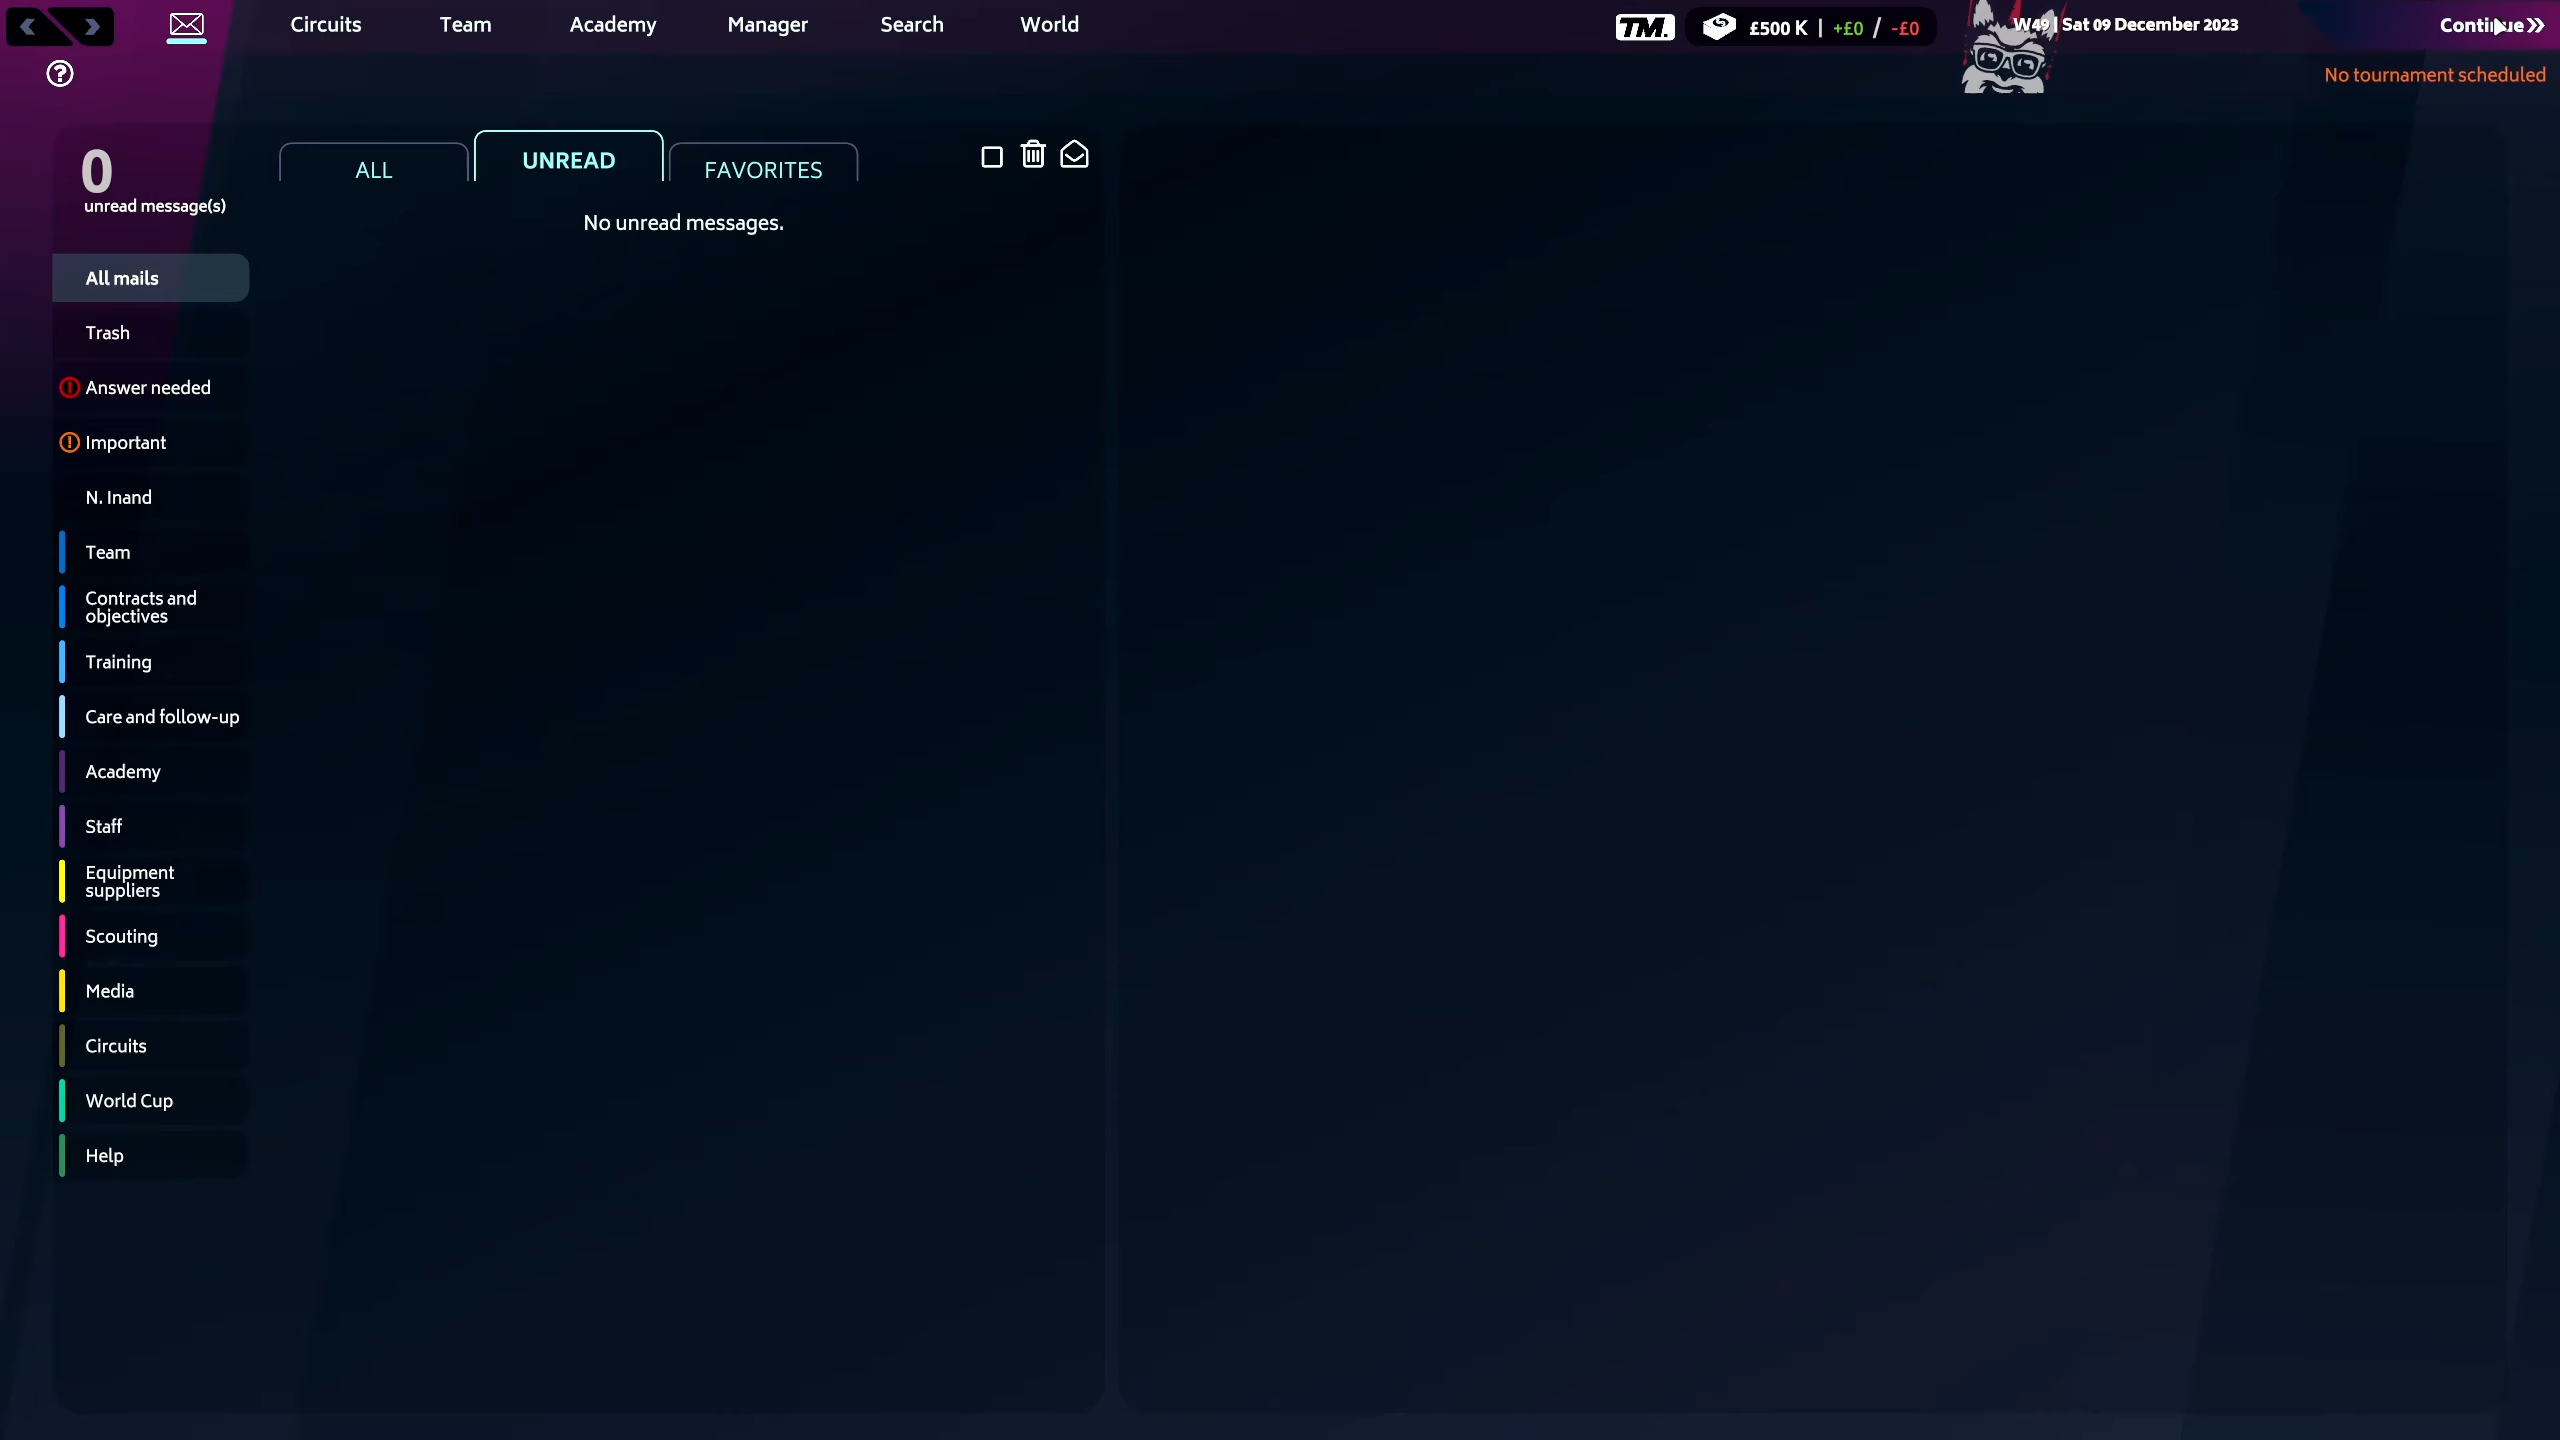 Circuits
Team
Academy
Manager
Search
World
TM.
£500 K | +£0 / -£0
W49 | Sat 09 December 2023
Continue
No tournament scheduled
0
unread message(s)
ALL
UNREAD
FAVORITES
No unread messages.
All mails
Trash
Answer needed
Important
N. Inand
Team
Contracts and
objectives
Training
Care and follow-up
Academy
Staff
Equipment
suppliers
Scouting
Media
Circuits
World Cup
Help